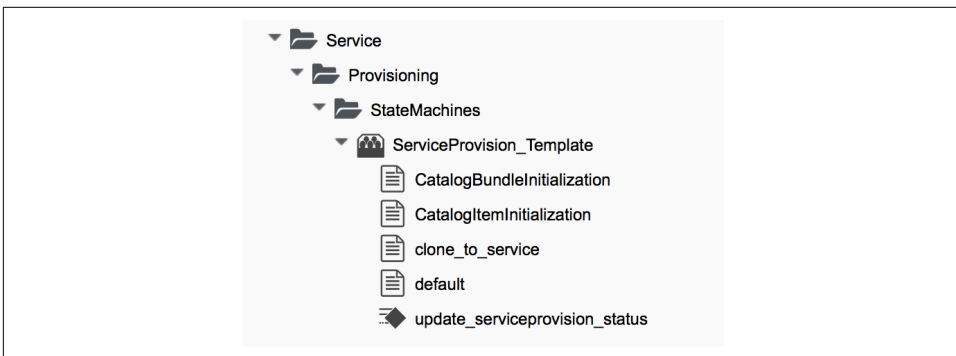 Service
Provisioning
StateMachines
ServiceProvision_Template
CatalogBundleInitialization
CatalogItemInitialization
clone_to_service
default
update_serviceprovision_status